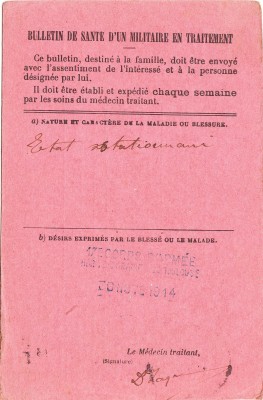 BULLETIN DE SANTÉ D'UN MILITAIRE EN TRAITEMENT
Ce bulletin, destiné à la famille, doit être envoyé
avec l'assentiment de l'intéressé et à la personne
désignée par lui.
Il doit être établi et expédié chaque semaine
par les soins du médecin traitant.
a) NATURE ET CARACTÈRE DE LA MALADIE OU BLESSURE.
Etat stationnaire
b) DÉSIRS EXPRIMÉS PAR LE BLESSÉ OU LE MALADE.
CORPS D'ARMÉE
1914
Le Médecin traitant,
(Signature)